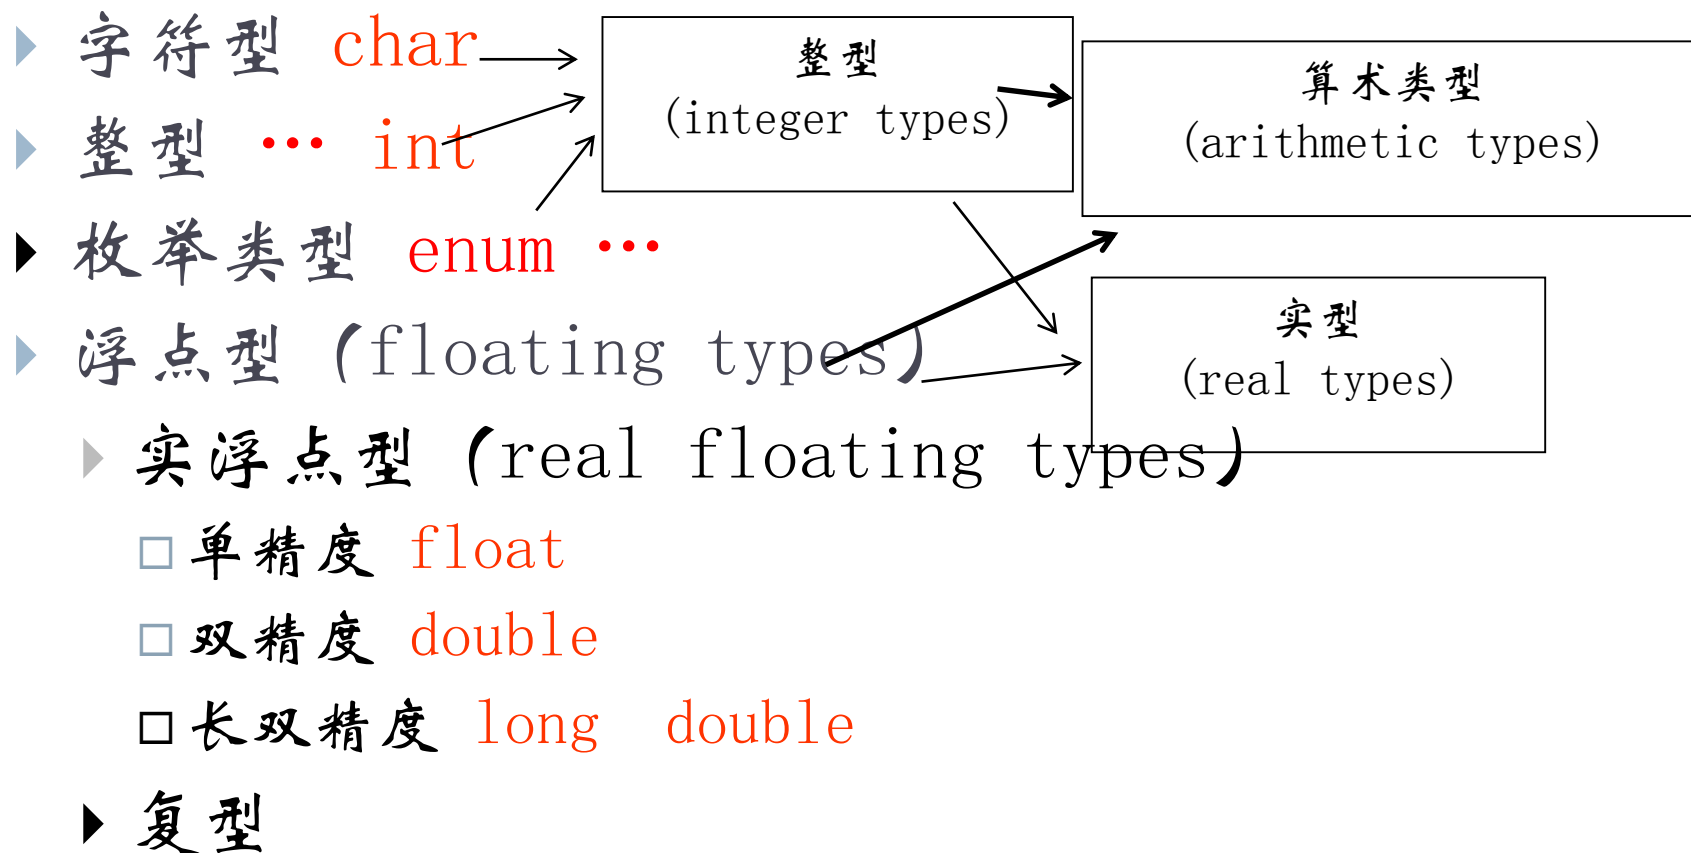 字符型 char
整型 … int
枚举类型 enum …
浮点型 (floating types)
实浮点型 (real floating types)
单精度 float
双精度 double
长双精度 long double
复型
整型
(integer types)
算术类型
(arithmetic types)
实型
(real types)